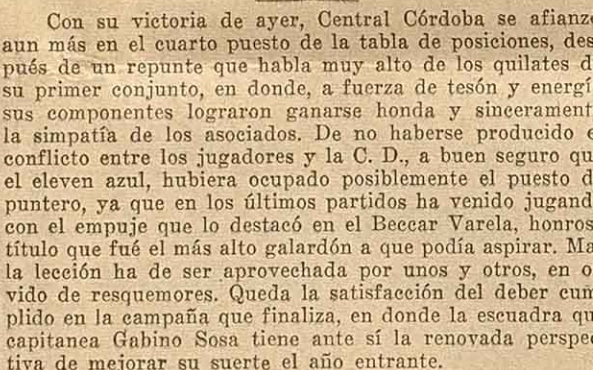 Con su victoria de ayer, Central Córdoba se afianz
aun más en el cuarto puesto de la tabla de posiciones, des
pués de un repunte que habla muy alto de los quilates d
su primer conjunto, en donde, a fuerza de tesón y energí
sus componentes lograron ganarse honda y sincerament
la simpatía de los asociados. De no haberse producido e
conflicto entre los jugadores y la C. D., a buen seguro qu
el eleven azul, hubiera ocupado posiblemente el puesto d
puntero, ya que en los últimos partidos ha venido jugand
con el empuje que lo destacó en el Beccar Varela, honros
título que fué el más alto galardón a que podía aspirar. Ma
la lección ha de ser aprovechada por unos y otros, en o
vido de resquemores. Queda la satisfacción del deber cum
plido en la campaña que finaliza, en donde la escuadra qu
capitanea Gabino Sosa tiene ante sí la renovada perspec
tiva de mejorar su suerte el año entrante.